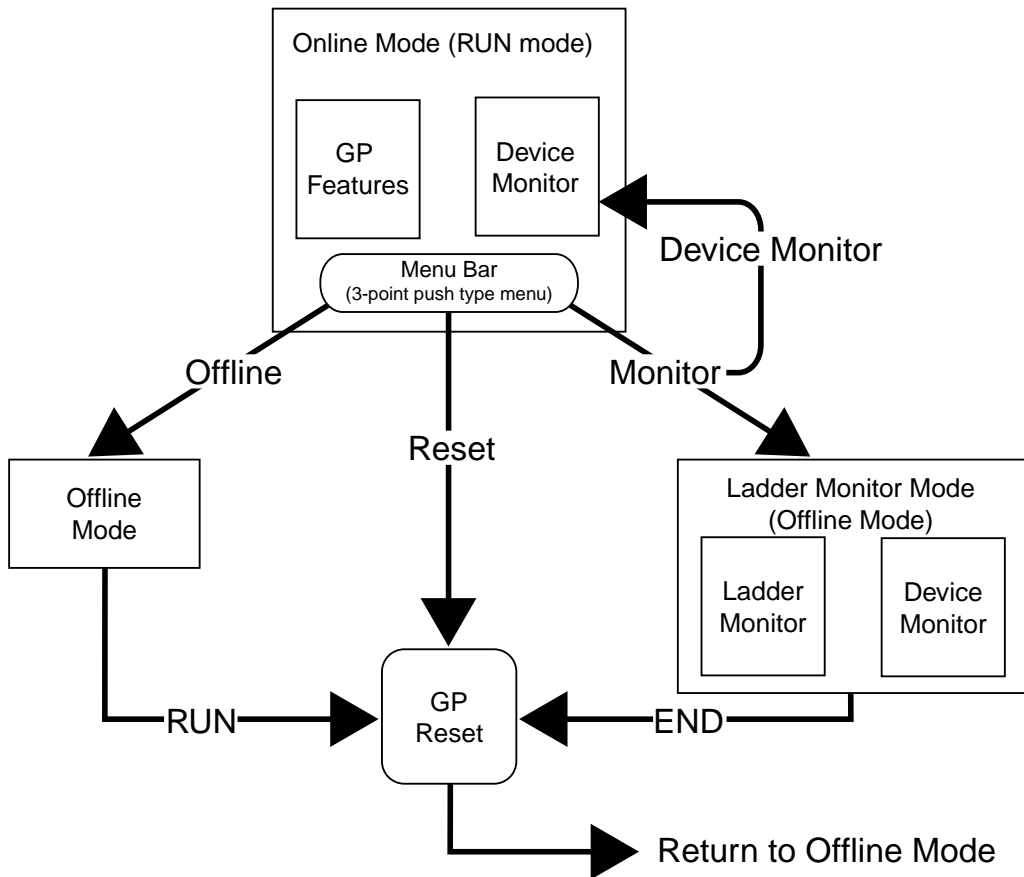 Online Mode (RUN mode)
GP
Features
Device
Monitor
Device Monitor
Menu Bar
(3-point push type menu)
Offline
Monitor
Reset
Offline
Mode
Ladder Monitor Mode
(Offline Mode)
Ladder
Monitor
Device
Monitor
RUN
GP
Reset
END
Return to Offline Mode